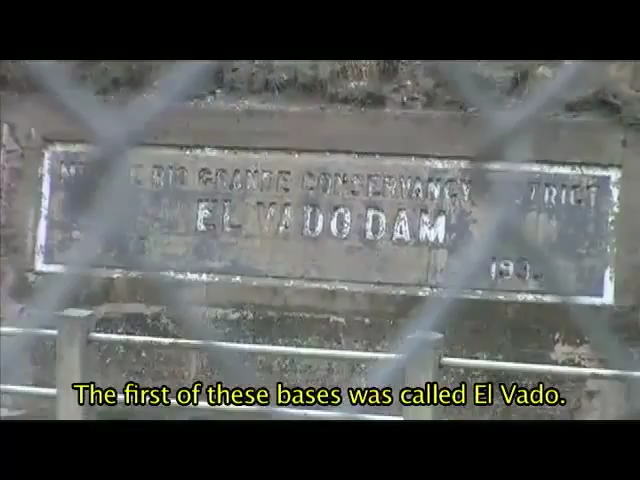 RIO GRANDE CONSERVANCY
EL VADO DAM
The first of these bases was called El Vado.